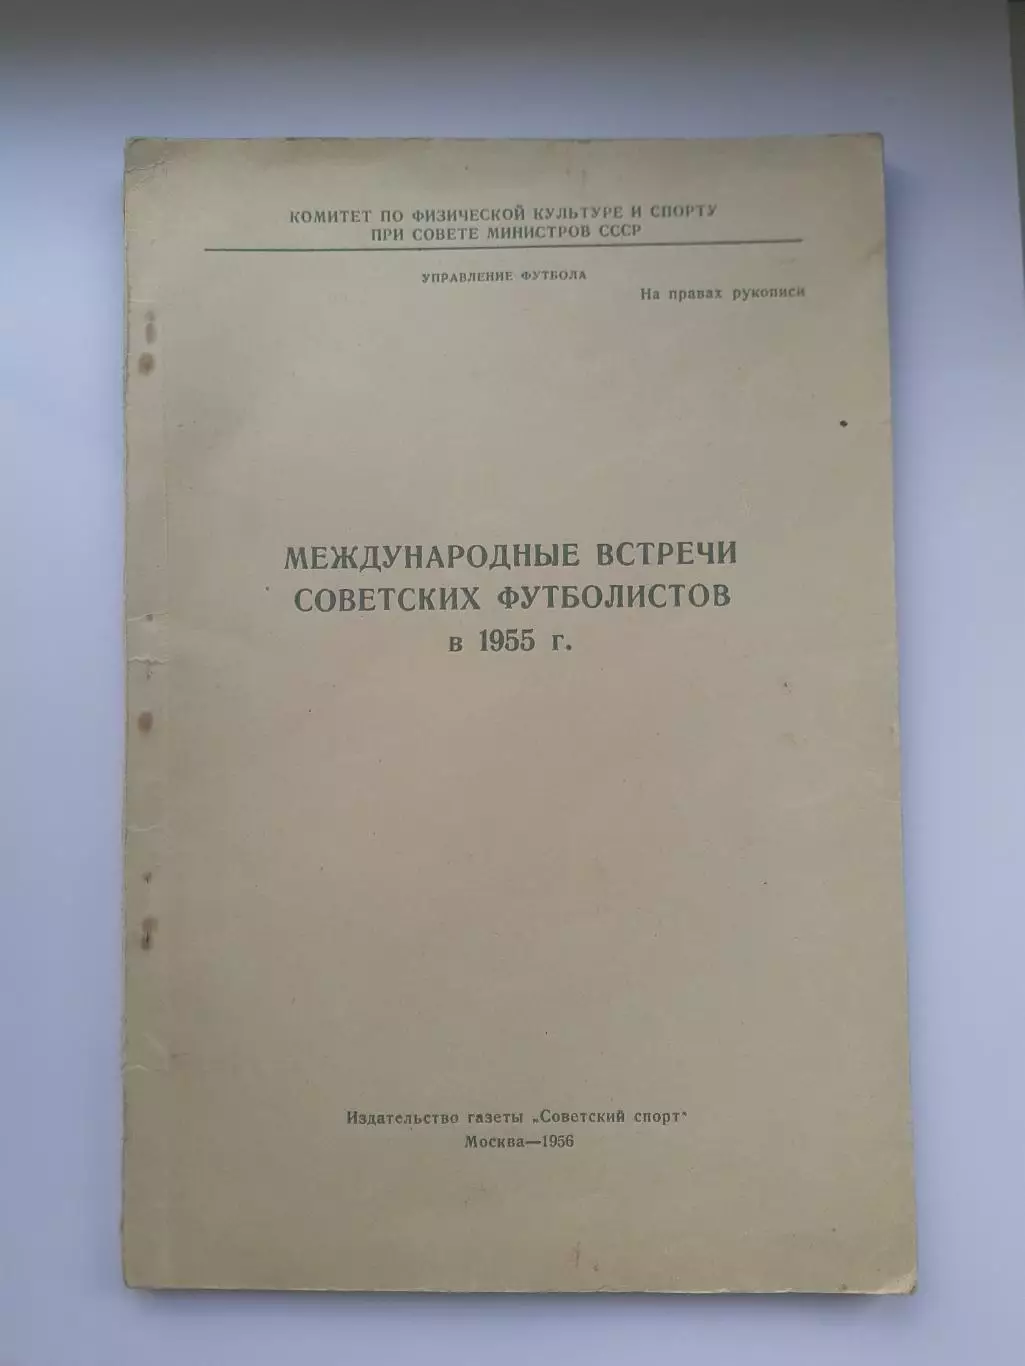 КОМИТЕТ ПО ФИЗИЧЕСКОЙ КУЛЬТУРЕ И СПОРТУ
ПРИ СОВЕТЕ МИНИСТРОВ СССР
УПРАВЛЕНИЕ ФУТБОЛА
На правах рукописи
МЕЖДУНАРОДНЫЕ ВСТРЕЧИ
СОВЕТСКИХ ФУТБОЛИСТОВ
в 1955 г.
Издательство газеты „Советский спорт"
Москва—1956